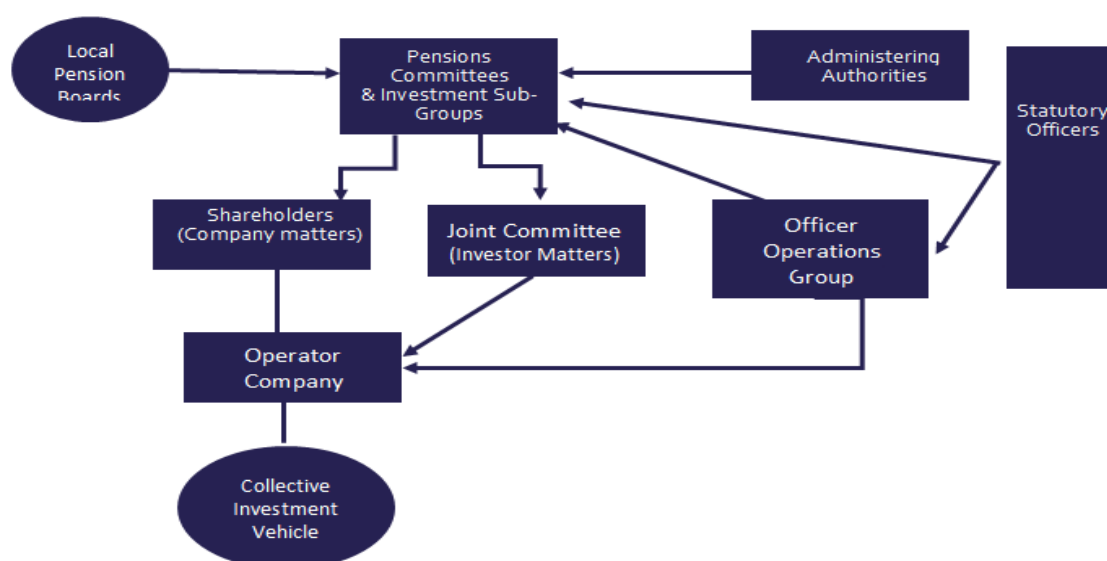 Local
Pension
Boards
Pensions
Committees
& Investment Sub-
Groups
Administering
Authorities
Statutory
Officers
Shareholders
(Company matters)
Joint Committee
(Investor Matters)
Officer
Operations
Group
Operator
Company
Collective
Investment
Vehicle